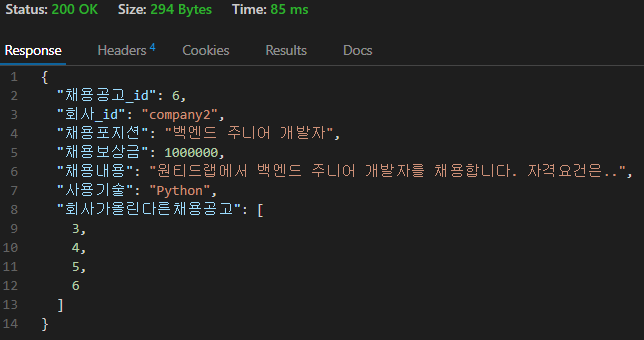 Status: 200 OK Size: 294 Bytes Time: 85 ms
Response Headers 4 Cookies Results Docs
1 {
2 "채용공고_id": 6,
3 "회사_id": "company2",
4 "채용포지션": "백엔드 주니어 개발자",
5 "채용보상금": 1000000,
6 "채용내용": "원티드랩에서 백엔드 주니어 개발자를 채용합니다. 자격요건은..",
7 "사용기술": "Python",
8 "회사가올린다른채용공고": [
9 3,
10 4,
11 5,
12 6
13 ]
14 }